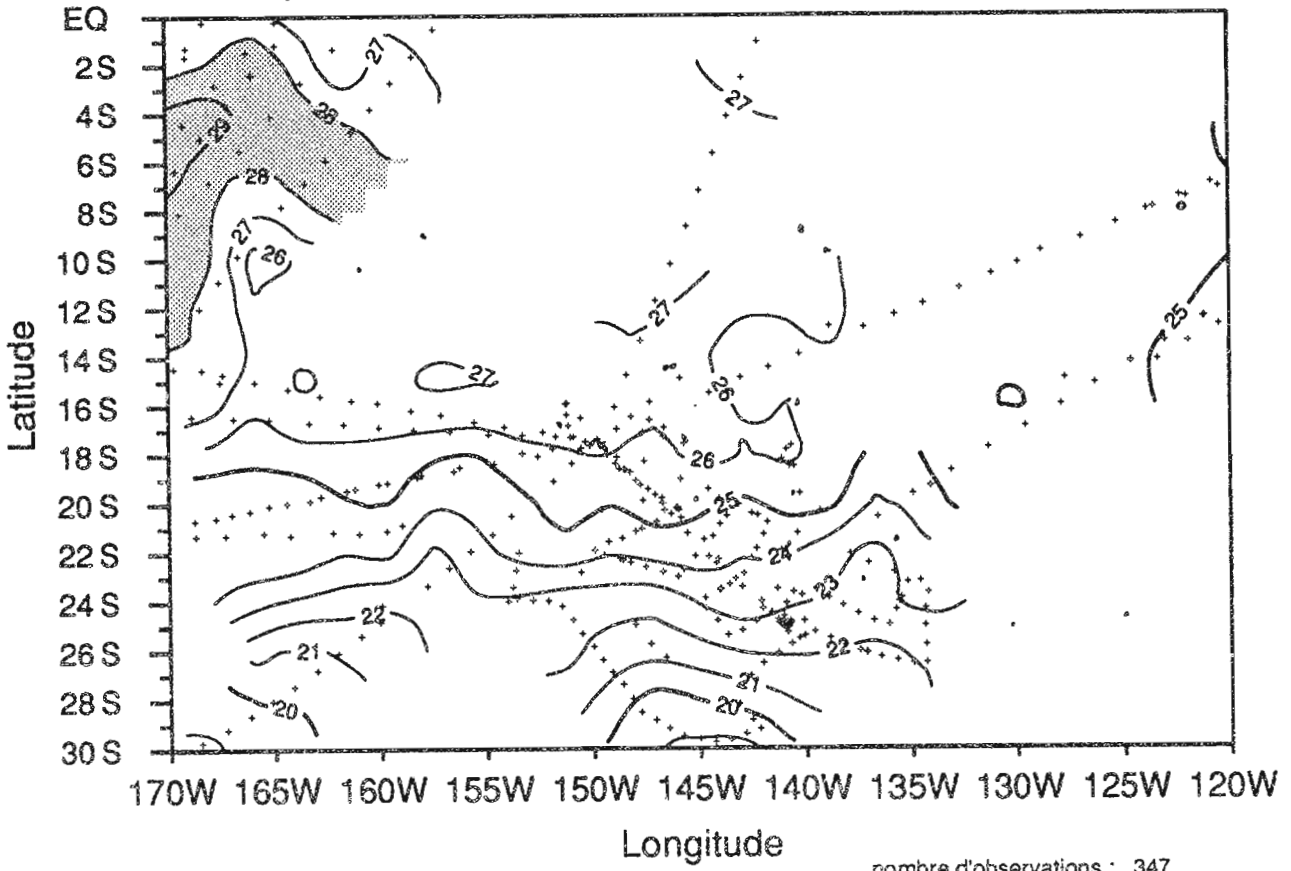 EQ
27
2S
27
4S
28
29
6S
28
8S
27
26
10S
25
12S
27
14S
27
26
16S
18S
26
25
20S
22S
24
23
24S
22
22
26S
21
21
28S
20
20
30S
170W 165W 160W 155W 150W 145W 140W 135W 130W 125W 120W
Latitude
Longitude
nombre d'observations : 347